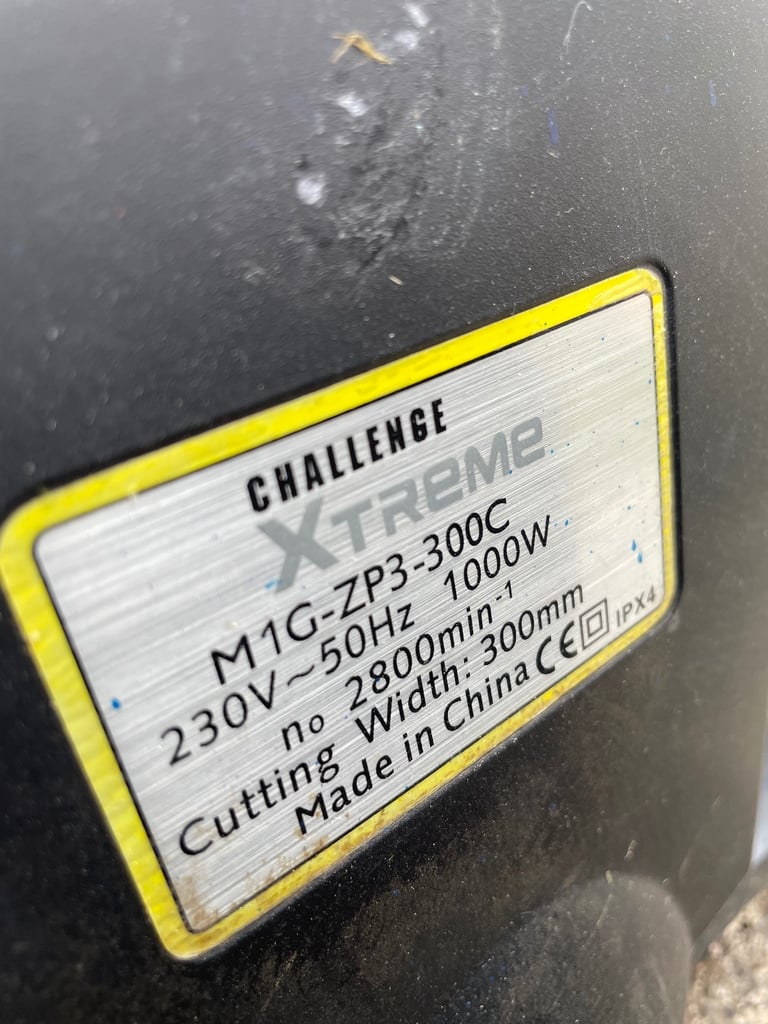 CHALLENGE
XTREME
M1G-ZP3-300C
230V~50Hz 1000W
no 2800min-1
Cutting Width: 300mm
Made in China CE IPX4